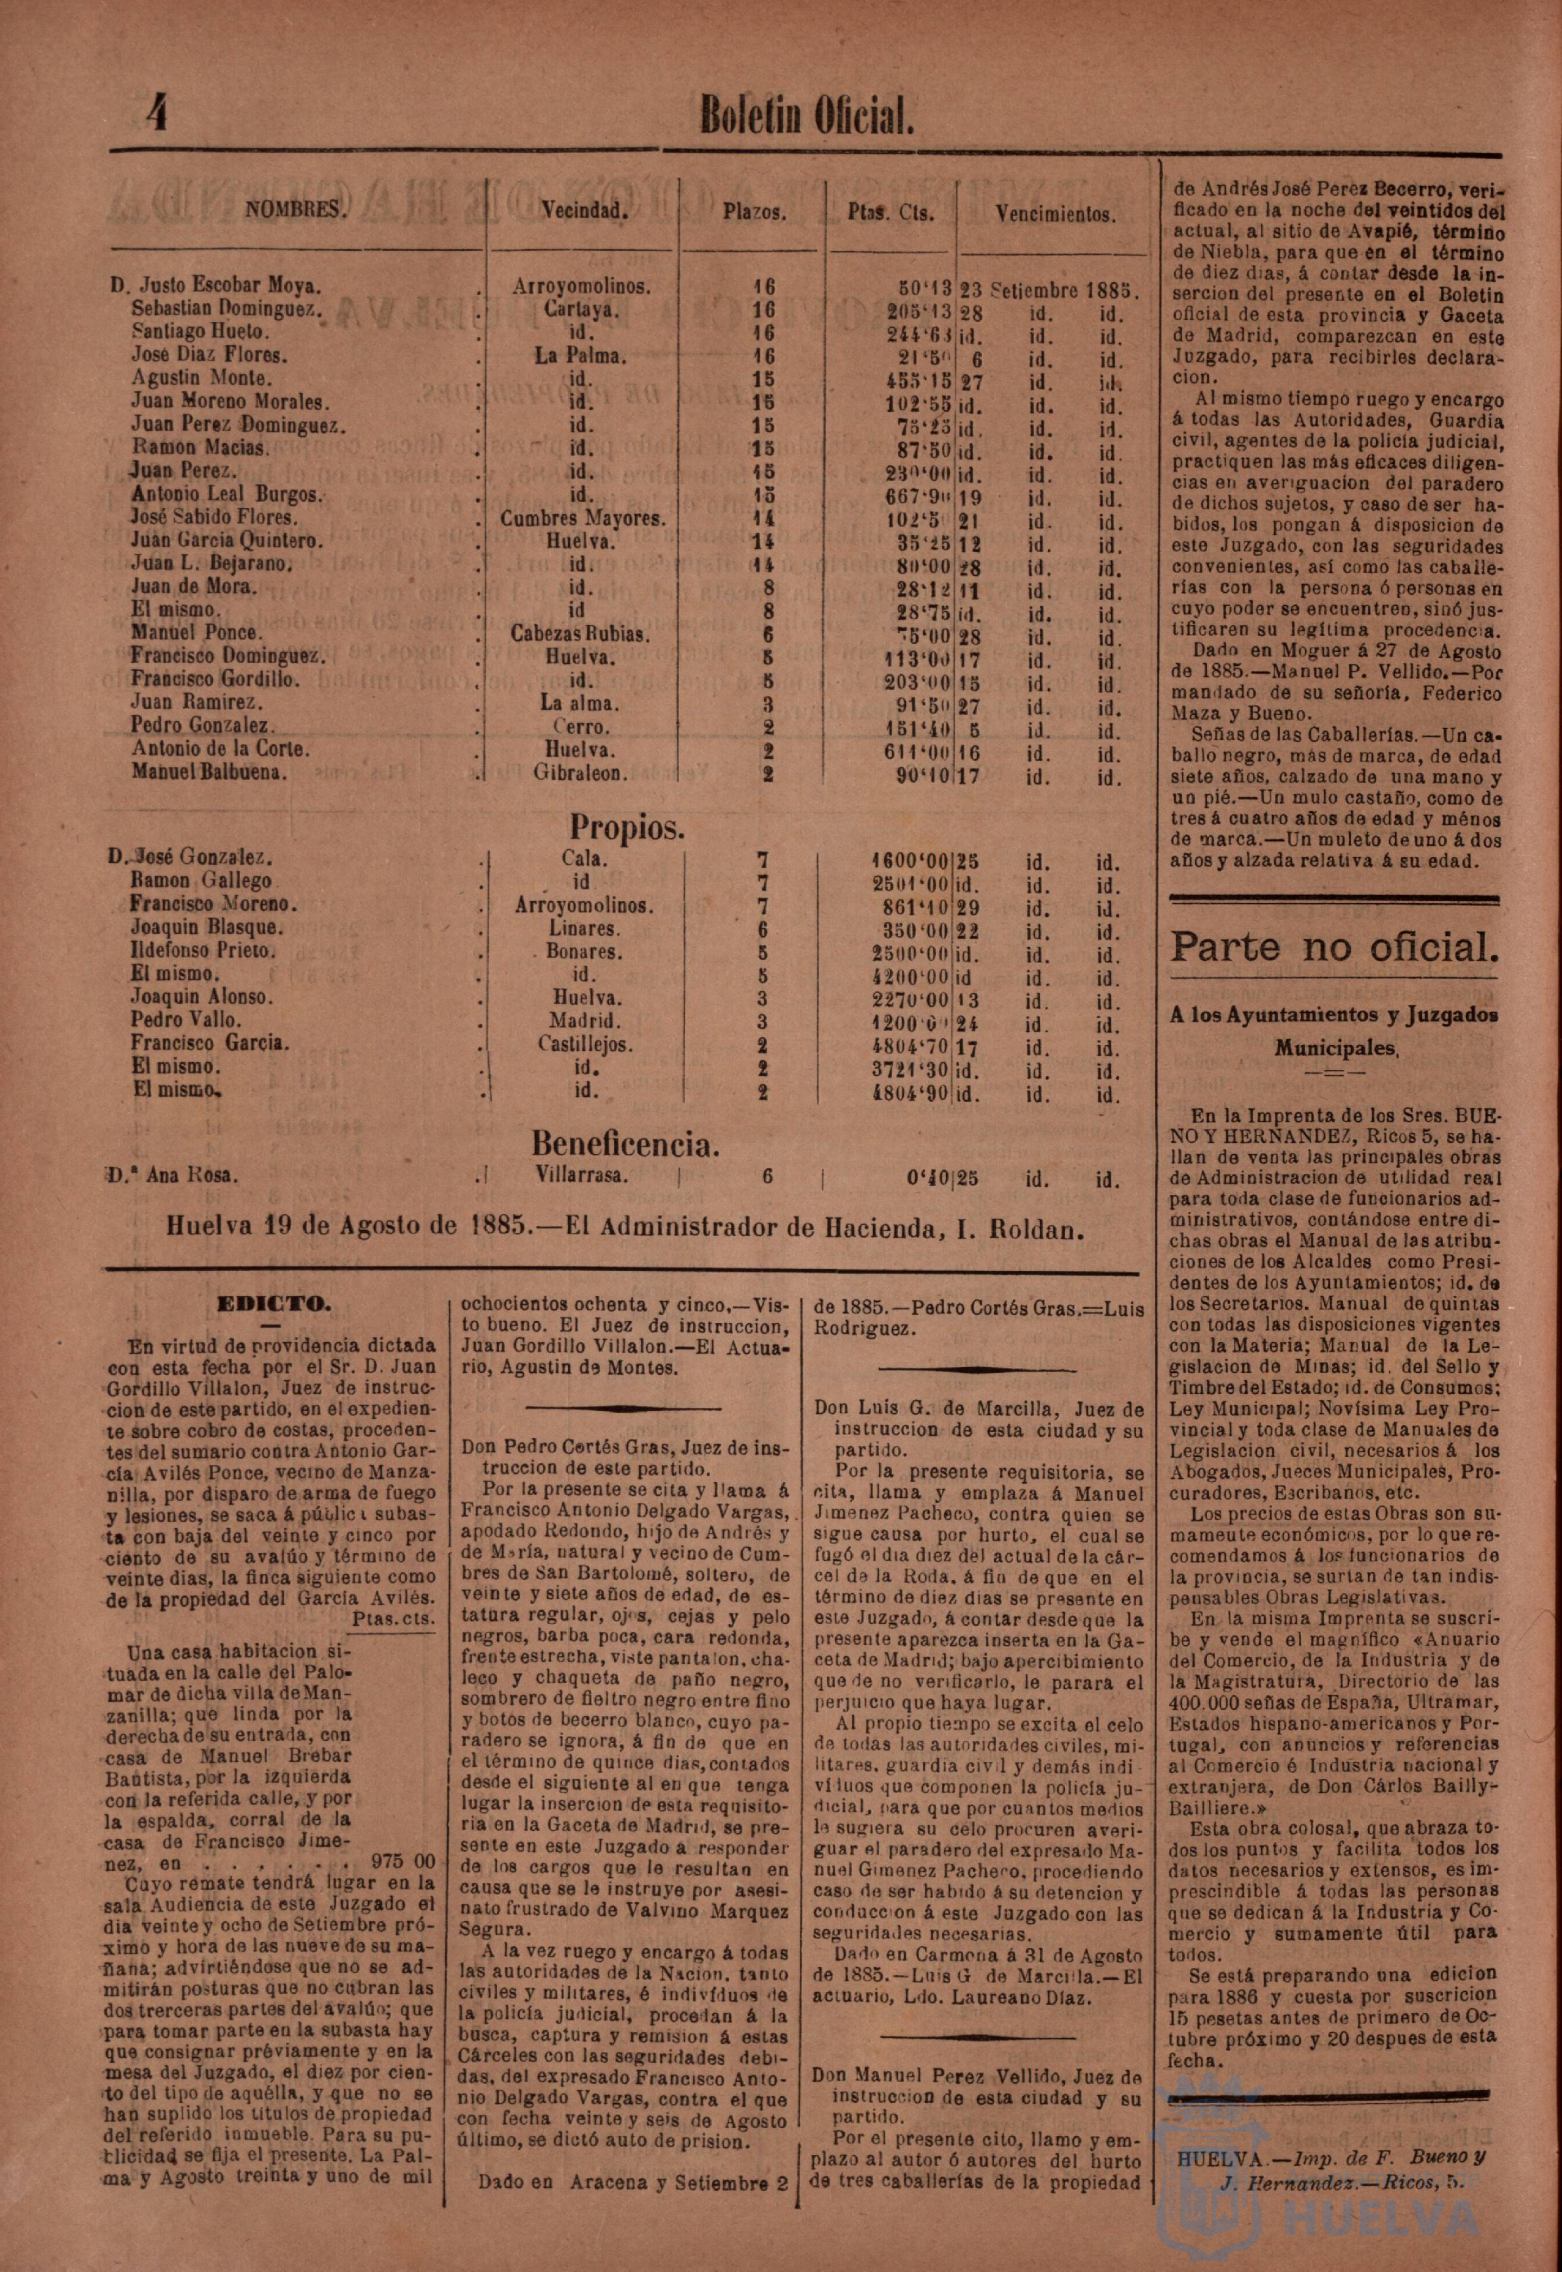 4
Boletin Oficial.
NOMBRES. Vecindad. Plazos. Ptas. Cts. Vencimientos.
D. Justo Escobar Moya. Arroyomolinos. 16 50‘13 23 Setiembre 1885.
Sebastian Dominguez. Cartaya. 16 205‘13 28 id. id.
Santiago Hueto. id. 16 244‘63 id. id. id.
José Diaz Flores. La Palma. 16 21‘50 6 id. id.
Agustin Monte. id. 15 455‘15 27 id. id.
Juan Moreno Morales. id. 15 102‘55 id. id. id.
Juan Perez Dominguez. id. 15 75‘25 id. id. id.
Ramon Macias. id. 15 87‘50 id. id. id.
Juan Perez. id. 15 230‘00 id. id. id.
Antonio Leal Burgos. id. 15 667‘90 19 id. id.
José Sabido Flores. Cumbres Mayores. 14 102‘5 21 id. id.
Juan Garcia Quintero. Huelva. 14 35‘25 12 id. id.
Juan L. Bejarano. id. 14 80‘00 28 id. id.
Juan de Mora. id. 8 28‘12 11 id. id.
El mismo. id 8 28‘75 id. id. id.
Manuel Ponce. Cabezas Rubias. 6 75‘00 28 id. id.
Francisco Dominguez. Huelva. 5 113‘00 17 id. id.
Francisco Gordillo. id. 5 203‘00 15 id. id.
Juan Ramirez. La alma. 3 91‘50 27 id. id.
Pedro Gonzalez. Cerro. 2 151‘40 5 id. id.
Antonio de la Corte. Huelva. 2 611‘00 16 id. id.
Manuel Balbuena. Gibraleon. 2 90‘10 17 id. id.
Propios.
D. José Gonzalez. Cala. 7 1600‘00 25 id. id.
Ramon Gallego id 7 2501‘00 id. id. id.
Francisco Moreno. Arroyomolinos. 7 861‘10 29 id. id.
Joaquin Blasque. Linares. 6 350‘00 22 id. id.
Ildefonso Prieto. Bonares. 5 2500‘00 id. id. id.
El mismo. id. 5 4200‘00 id id. id.
Joaquin Alonso. Huelva. 3 2270‘00 13 id. id.
Pedro Vallo. Madrid. 3 1200‘0 24 id. id.
Francisco Garcia. Castillejos. 2 4804‘70 17 id. id.
El mismo. id. 2 3721‘30 id. id. id.
El mismo. id. 2 4804‘90 id. id. id.
Beneficencia.
D.ª Ana Rosa. Villarrasa. 6 0‘40 25 id. id.
Huelva 19 de Agosto de 1885.—El Administrador de Hacienda, I. Roldan.
EDICTO.
En virtud de providencia dictada
con esta fecha por el Sr. D. Juan
Gordillo Villalon, Juez de instruc-
cion de este partido, en el expedien-
te sobre cobro de costas, proceden-
tes del sumario contra Antonio Gar-
cía Avilés Ponce, vecino de Manza-
nilla, por disparo de arma de fuego
y lesiones, se saca á públic subas-
ta con baja del veinte y cinco por
ciento de su avalúo y término de
veinte dias, la finca siguiente como
de la propiedad del García Avilés.
Ptas. cts.
Una casa habitacion si-
tuada en la calle del Palo-
mar de dicha villa de Man-
zanilla; que linda por la
derecha de su entrada, con
casa de Manuel Brebar
Bautista, por la izquierda
con la referida calle, y por
la espalda, corral de la
casa de Francisco Jime-
nez, en . . . . . . . 975 00
Cuyo remate tendrá lugar en la
sala Audiencia de este Juzgado el
dia veinte y ocho de Setiembre pró-
ximo y hora de las nueve de su ma-
ñana; advirtiéndose que no se ad-
mitirán posturas que no cubran las
dos trerceras partes del avalúo; que
para tomar parte en la subasta hay
que consignar préviamente y en la
mesa del Juzgado, el diez por cien-
to del tipo de aquélla, y que no se
han suplido los titulos de propiedad
del referido inmueble. Para su pu-
blicidad se fija el presente. La Pal-
ma y Agosto treinta y uno de mil
ochocientos ochenta y cinco,—Vis-
to bueno. El Juez de instruccion,
Juan Gordillo Villalon.—El Actua-
rio, Agustin de Montes.
Don Pedro Cortés Gras, Juez de ins-
truccion de este partido.
Por la presente se cita y llama á
Francisco Antonio Delgado Vargas,
apodado Redondo, hijo de Andrés y
de María, natural y vecino de Cum-
bres de San Bartolomé, soltero, de
veinte y siete años de edad, de es-
tatura regular, ojos, cejas y pelo
negros, barba poca, cara redonda,
frente estrecha, viste pantalon, cha-
leco y chaqueta de paño negro,
sombrero de fieltro negro entre fino
y botos de becerro blanco, cuyo pa-
radero se ignora, á fin de que en
el término de quince dias, contados
desde el siguiente al en que tenga
lugar la insercion de esta requisito-
ria en la Gaceta de Madrid, se pre-
sente en este Juzgado a responder
de los cargos que le resultan en
causa que se le instruye por asesi-
nato frustrado de Valvino Marquez
Segura.
A la vez ruego y encargo á todas
las autoridades de la Nacion, tanto
civiles y militares, é indivíduos de
la policía judicial, procedan á la
busca, captura y remision á estas
Cárceles con las seguridades debi-
das, del expresado Francisco Anto-
nio Delgado Vargas, contra el que
con fecha veinte y seis de Agosto
último, se dictó auto de prision.
Dado en Aracena y Setiembre 2
de 1885.—Pedro Cortés Gras.=Luis
Rodriguez.
Don Luis G. de Marcilla, Juez de
instruccion de esta ciudad y su
partido.
Por la presente requisitoria, se
cita, llama y emplaza á Manuel
Jimenez Pacheco, contra quien se
sigue causa por hurto, el cual se
fugó el dia diez del actual de la cár-
cel de la Roda, á fin de que en el
término de diez dias se presente en
este Juzgado, á contar desde que la
presente aparezca inserta en la Ga-
ceta de Madrid; bajo apercibimiento
que de no verificarlo, le parará el
perjuicio que haya lugar.
Al propio tiempo se excita el celo
de todas las autoridades civiles, mi-
litares, guardia civil y demás indi-
víduos que componen la policía ju-
dicial, para que por cuantos medios
le sugiera su celo procuren averi-
guar el paradero del expresado Ma-
nuel Gimenez Pacheco, procediendo
caso de ser habido á su detencion y
conduccion á este Juzgado con las
seguridades necesarias.
Dado en Carmona á 31 de Agosto
de 1885.—Luis G de Marcilla.—El
actuario, Ldo. Laureano Díaz.
Don Manuel Perez Vellido, Juez de
instruccion de esta ciudad y su
partido.
Por el presente cito, llamo y em-
plazo al autor ó autores del hurto
de tres caballerías de la propiedad
de Andrés José Perez Becerro, veri-
ficado en la noche del veintidos del
actual, al sitio de Avapié, término
de Niebla, para que en el término
de diez dias, á contar desde la in-
sercion del presente en el Boletin
oficial de esta provincia y Gaceta
de Madrid, comparezcan en este
Juzgado, para recibirles declara-
cion.
Al mismo tiempo ruego y encargo
á todas las Autoridades, Guardia
civil, agentes de la policía judicial,
practiquen las más eficaces diligen-
cias en averiguacion del paradero
de dichos sujetos, y caso de ser ha-
bidos, los pongan á disposicion de
este Juzgado, con las seguridades
convenientes, así como las caballe-
rías con la persona ó personas en
cuyo poder se encuentren, sinó jus-
tificaren su legítima procedencia.
Dado en Moguer á 27 de Agosto
de 1885.—Manuel P. Vellido.—Por
mandado de su señoría, Federico
Maza y Bueno.
Señas de las Caballerías.—Un ca-
ballo negro, más de marca, de edad
siete años, calzado de una mano y
un pié.—Un mulo castaño, como de
tres á cuatro años de edad y ménos
de marca.—Un muleto de uno á dos
años y alzada relativa á su edad.
Parte no oficial.
A los Ayuntamientos y Juzgados
Municipales,
En la Imprenta de los Sres. BUE-
NO Y HERNANDEZ, Ricos 5, se ha-
llan de venta las principales obras
de Administracion de utilidad real
para toda clase de funcionarios ad-
ministrativos, contándose entre di-
chas obras el Manual de las atribu-
ciones de los Alcaldes como Presi-
dentes de los Ayuntamientos; id. de
los Secretarios. Manual de quintas
con todas las disposiciones vigentes
con la Materia; Manual de la Le-
gislacion de Minas; id. del Sello y
Timbre del Estado; id. de Consumos;
Ley Municipal; Novísima Ley Pro-
vincial y toda clase de Manuales de
Legislacion civil, necesarios á los
Abogados, Jueces Municipales, Pro-
curadores, Escribanos, etc.
Los precios de estas Obras son su-
mamente económicos, por lo que re-
comendamos á los funcionarios de
la provincia, se surtan de tan indis-
pensables Obras Legislativas.
En la misma Imprenta se suscri-
be y vende el magnífico «Anuario
del Comercio, de la Industria y de
la Magistratura, Directorio de las
400.000 señas de España, Ultramar,
Estados hispano-americanos y Por-
tugal, con anuncios y referencias
al Comercio é Industria nacional y
extranjera, de Don Cárlos Bailly-
Bailliere.»
Esta obra colosal, que abraza to-
dos los puntos y facilita todos los
datos necesarios y extensos, es im-
prescindible á todas las personas
que se dedican á la Industria y Co-
mercio y sumamente útil para
todos.
Se está preparando una edicion
para 1886 y cuesta por suscricion
15 pesetas antes de primero de Oc-
tubre próximo y 20 despues de esta
fecha.
HUELVA.—Imp. de F. Bueno y
J. Hernandez.—Ricos, 5.
HUELVA